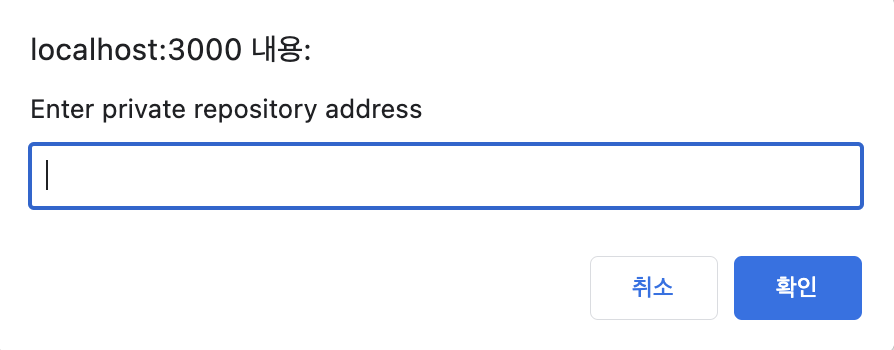 localhost:3000 내용:
Enter private repository address
취소 확인